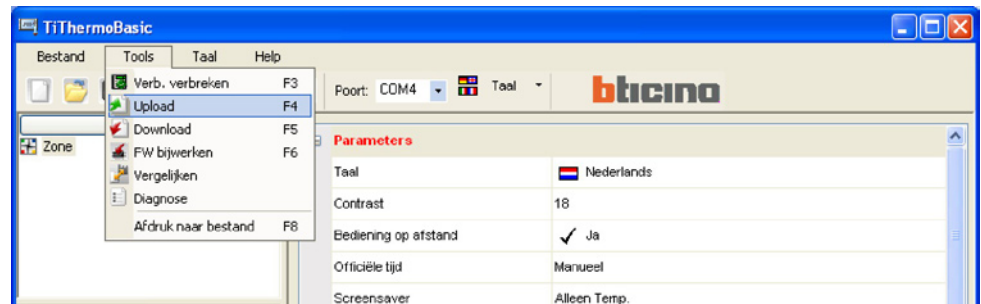 TiThermoBasic
Bestand Tools Taal Help
Poort: COM4 Taal
bticino
Verb. verbreken F3
Upload F4
Download F5
FW bijwerken F6
Vergelijken
Diagnose
Afdruk naar bestand F8
Zone
Parameters
Taal Nederlands
Contrast 18
Bediening op afstand Ja
Officiële tijd Manueel
Screensaver Alleen Temp.